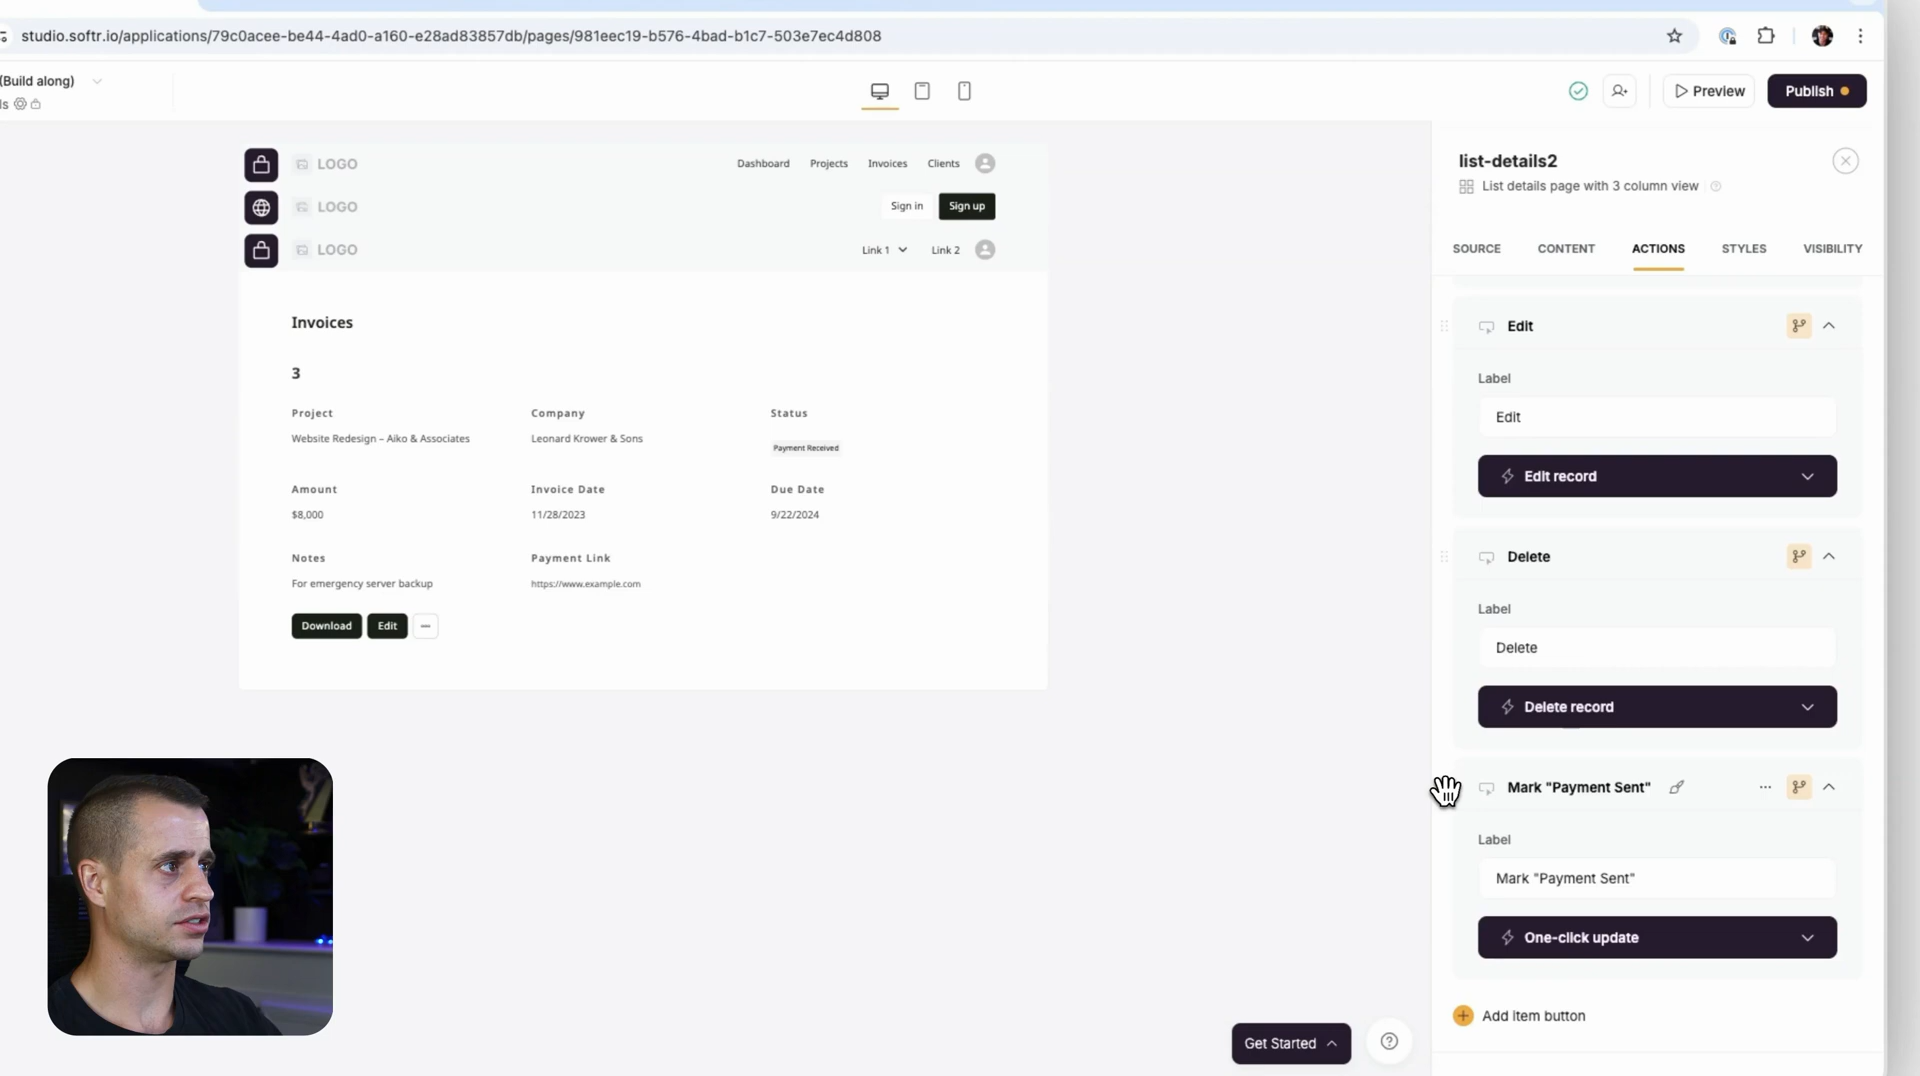 studio.softr.io/applications/79c0acee-be44-4ad0-a160-e28ad83857db/pages/981eec19-b576-4bad-b1c7-503e7ec4d808
(Build along)
ls
Preview
Publish
LOGO
Dashboard Projects Invoices Clients
LOGO
Sign in Sign up
LOGO
Link 1 Link 2
Invoices
3
Project Company Status
Website Redesign – Aiko & Associates Leonard Krower & Sons Payment Received
Amount Invoice Date Due Date
$8,000 11/28/2023 9/22/2024
Notes Payment Link
For emergency server backup https://www.example.com
Download Edit
list-details2
List details page with 3 column view
SOURCE CONTENT ACTIONS STYLES VISIBILITY
Edit
Label
Edit
Edit record
Delete
Label
Delete
Delete record
Mark "Payment Sent"
Label
Mark "Payment Sent"
One-click update
Add item button
Get Started